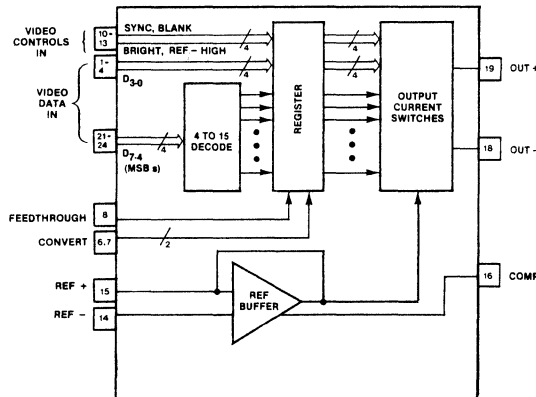 VIDEO
CONTROLS
IN
10-
13
SYNC, BLANK
BRIGHT, REF - HIGH
4
4
1-
4
D3-0
4
4
VIDEO
DATA
IN
21-
24
D7-4
(MSB s)
4
4 TO 15
DECODE
REGISTER
OUTPUT
CURRENT
SWITCHES
19
OUT +
18
OUT -
FEEDTHROUGH
8
CONVERT
6,7
2
REF +
15
REF -
14
REF
BUFFER
16
COMP